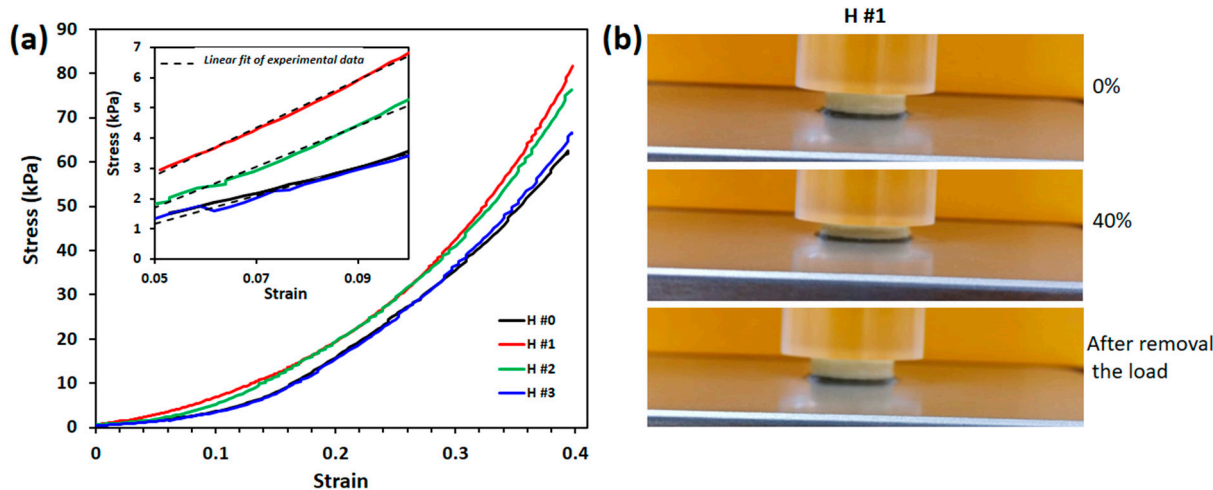 (a)
90
80
70
60
50
40
30
20
10
0
Stress (kPa)
0
0.1
0.2
0.3
0.4
Strain
7
6
5
4
3
2
1
0
Stress (kPa)
0.05
0.07
0.09
Strain
Linear fit of experimental data
H #0
H #1
H #2
H #3
(b)
H #1
0%
40%
After removal
the load